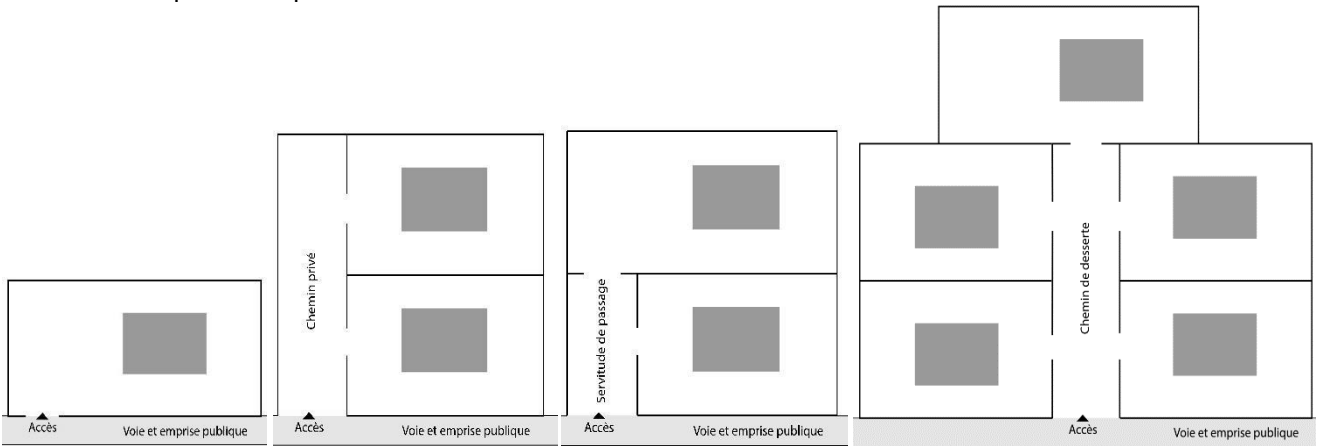 Accès
Voie et emprise publique
Chemin privé
Accès
Voie et emprise publique
Servitude de passage
Accès
Voie et emprise publique
Chemin de desserte
Accès
Voie et emprise publique